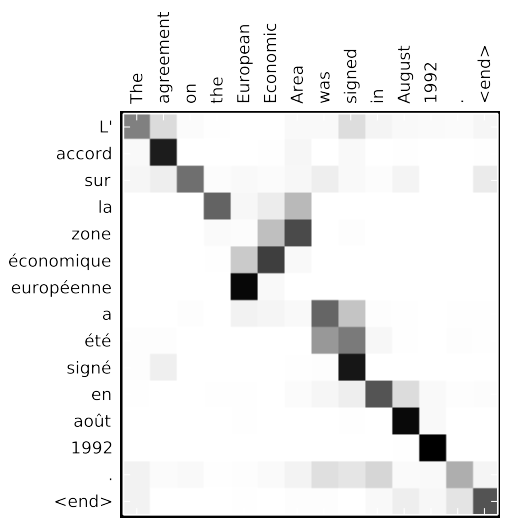 The
agreement
on
the
European
Economic
Area
was
signed
in
August
1992
.
<end>
L'
accord
sur
la
zone
économique
européenne
a
été
signé
en
août
1992
.
<end>